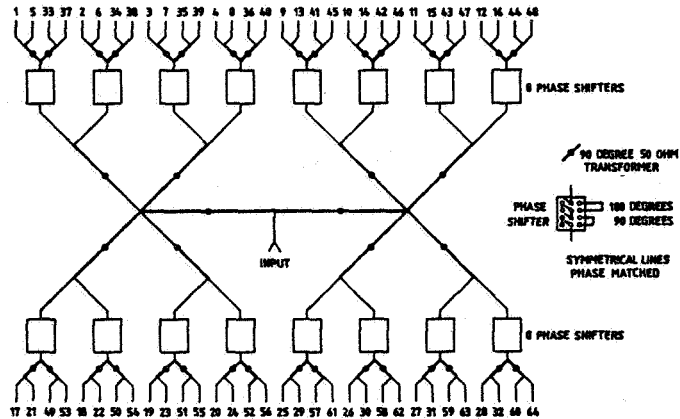 1 5 33 37 2 6 34 38 3 7 35 39 4 8 36 40 9 13 41 45 10 14 42 46 11 15 43 47 12 16 44 48
8 PHASE SHIFTERS
90 DEGREE 50 OHM
TRANSFORMER
PHASE
SHIFTER
180 DEGREES
90 DEGREES
INPUT
SYMMETRICAL LINES
PHASE MATCHED
8 PHASE SHIFTERS
17 21 49 53 18 22 50 54 19 23 51 55 20 24 52 56 25 29 57 61 26 30 58 62 27 31 59 63 28 32 60 64